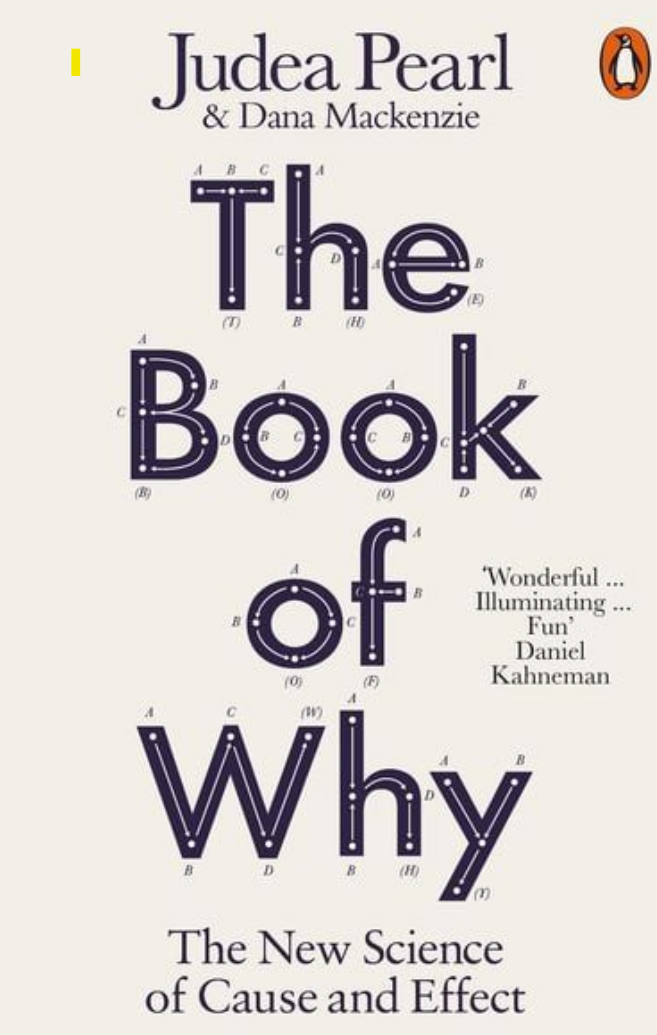 Judea Pearl
& Dana Mackenzie
A B C A
The
C D A B
(T) B (H) (E)
A
B B
C Book
D B C C B C
A A
(B) (O) (O) D (K)
A
of
A C B
B C
(O) (F)
'Wonderful ...
Illuminating ...
Fun'
Daniel
Kahneman
A C (W) A
A B
Why
D
B D B (H)
(Y)
The New Science
of Cause and Effect